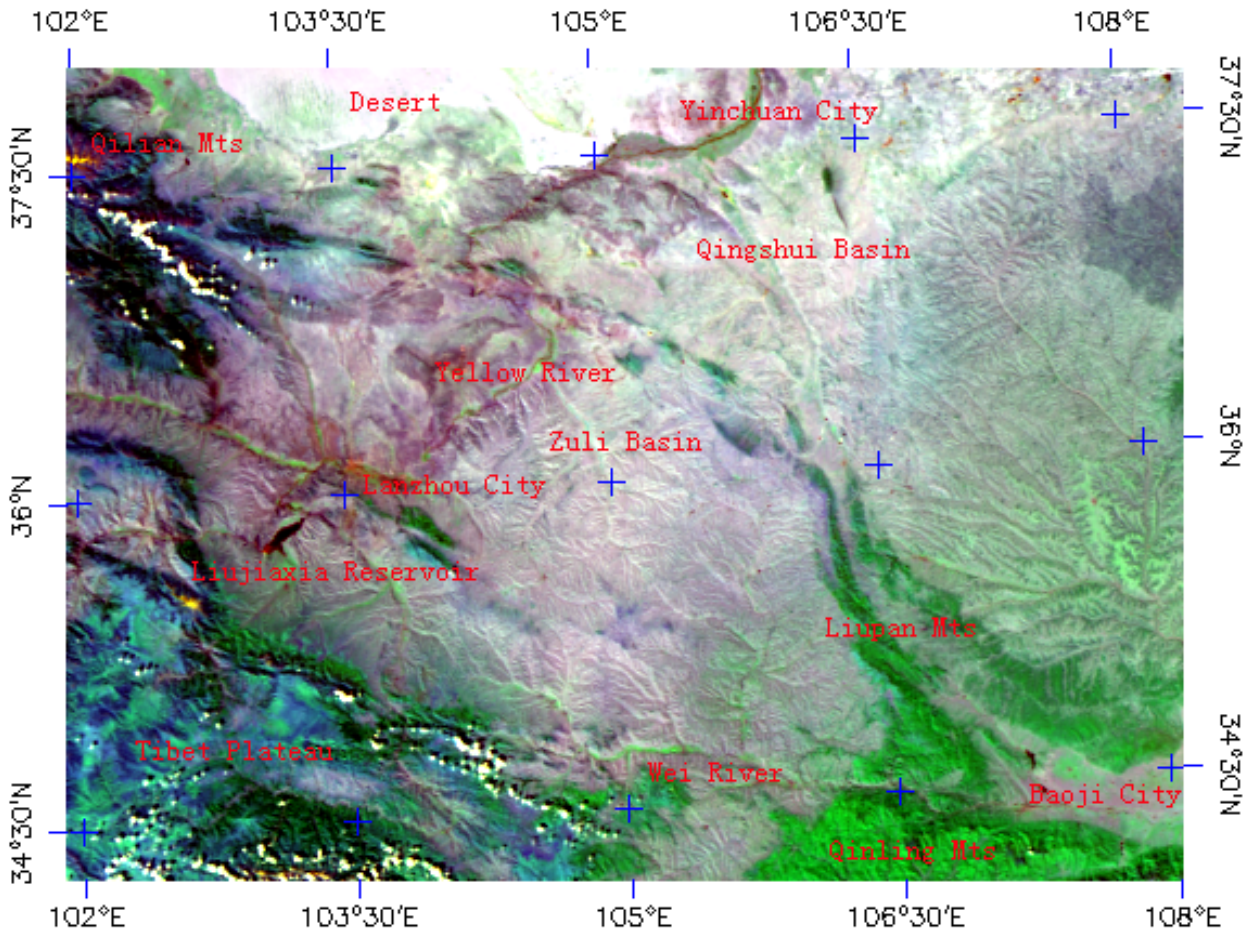 102°E 103°30'E 105°E 106°30'E 108°E
37°30'N
Desert
Yinchuan City
Qilian Mts
37°30'N
Qingshui Basin
Yellow River
Zuli Basin
36°N
Lanzhou City
36°N
Liujiaxia Reservoir
Liupan Mts
Tibet Plateau
Wei River
34°30'N
Baoji City
34°30'N
Qinling Mts
102°E 103°30'E 105°E 106°30'E 108°E